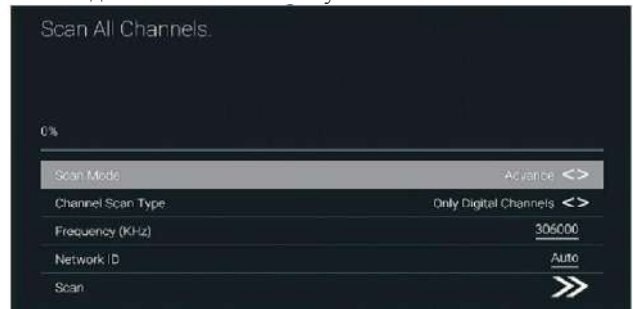 Scan All Channels.
0%
Scan Mode Advance <>
Channel Scan Type Only Digital Channels <>
Frequency (KHz) 306000
Network ID Auto
Scan